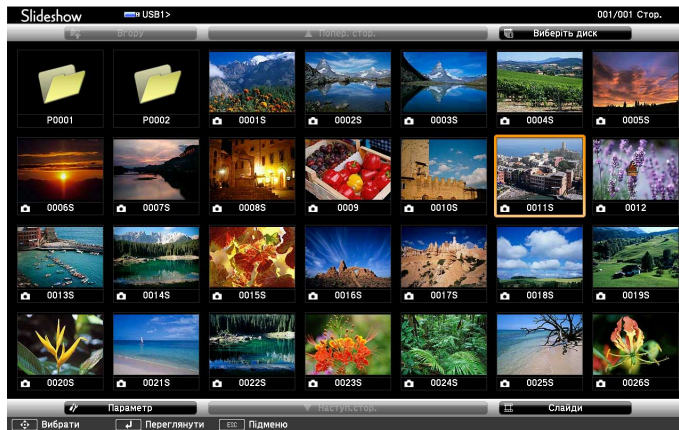 Slideshow USB1> 001/001 Стор.
Вгору Попер. стор. Виберіть диск
P0001 P0002 0001S 0002S 0003S 0004S 0005S
0006S 0007S 0008S 0009 0010S 0011S 0012
0013S 0014S 0015S 0016S 0017S 0018S 0019S
0020S 0021S 0022S 0023S 0024S 0025S 0026S
Параметр Наступ.стор. Слайди
Вибрати Переглянути ESC Підменю